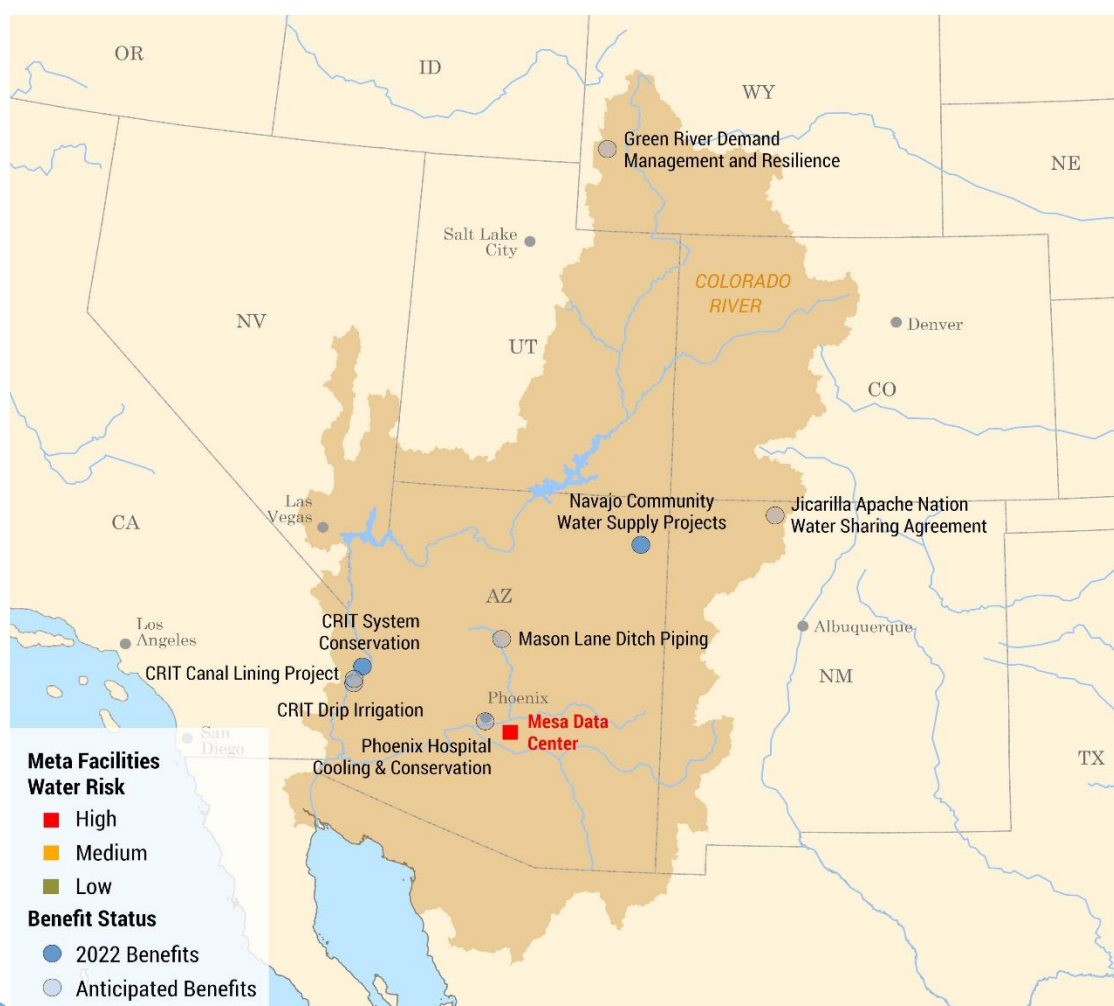 OR
ID
WY
Green River Demand
Management and Resilience
NE
Salt Lake
City
COLORADO
RIVER
NV
UT
Denver
CO
Las
Vegas
CA
Navajo Community
Water Supply Projects
Jicarilla Apache Nation
Water Sharing Agreement
AZ
Los
Angeles
CRIT System
Conservation
Mason Lane Ditch Piping
Albuquerque
CRIT Canal Lining Project
NM
CRIT Drip Irrigation
Phoenix
Mesa Data
Center
San
Diego
Phoenix Hospital
Cooling & Conservation
TX
Meta Facilities
Water Risk
High
Medium
Low
Benefit Status
2022 Benefits
Anticipated Benefits